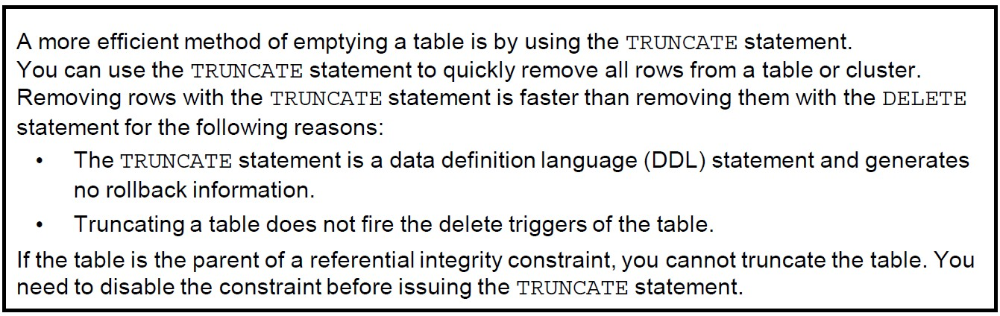 A more efficient method of emptying a table is by using the TRUNCATE statement.
You can use the TRUNCATE statement to quickly remove all rows from a table or cluster.
Removing rows with the TRUNCATE statement is faster than removing them with the DELETE
statement for the following reasons:
• The TRUNCATE statement is a data definition language (DDL) statement and generates
no rollback information.
• Truncating a table does not fire the delete triggers of the table.
If the table is the parent of a referential integrity constraint, you cannot truncate the table. You
need to disable the constraint before issuing the TRUNCATE statement.